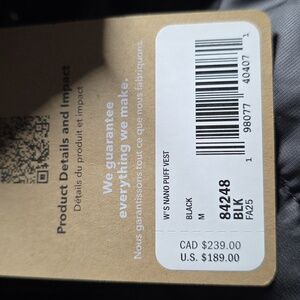 Product Details and Impact
Détails du produit et impact
We guarantee
everything we make.
Nous garantissons tout ce que nous fabriquons.
W'S NANO PUFF VEST
BLACK
M
84248
BLK
FA25
1 98077 40407 1
CAD $239.00
U.S. $189.00